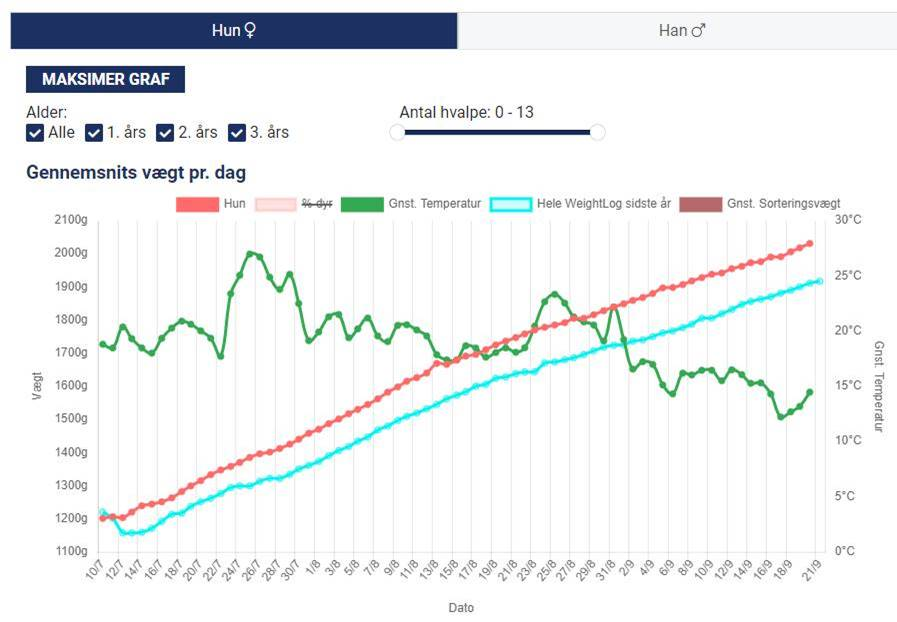 Hun ♀
Han ♂
MAKSIMER GRAF
Alder:
Antal hvalpe: 0 - 13
Alle 1. års 2. års 3. års
Gennemsnits vægt pr. dag
Hun % dyr Gnst. Temperatur Hele WeightLog sidste år Gnst. Sorteringsvægt
2100g
2000g
1900g
1800g
1700g
1600g
1500g
1400g
1300g
1200g
1100g
Vægt
30°C
25°C
20°C
15°C
10°C
5°C
0°C
Gnst. Temperatur
10/7 12/7 14/7 16/7 18/7 20/7 22/7 24/7 26/7 28/7 30/7 1/8 3/8 5/8 7/8 9/8 11/8 13/8 15/8 17/8 19/8 21/8 23/8 25/8 27/8 29/8 31/8 2/9 4/9 6/9 8/9 10/9 12/9 14/9 16/9 18/9 21/9
Dato